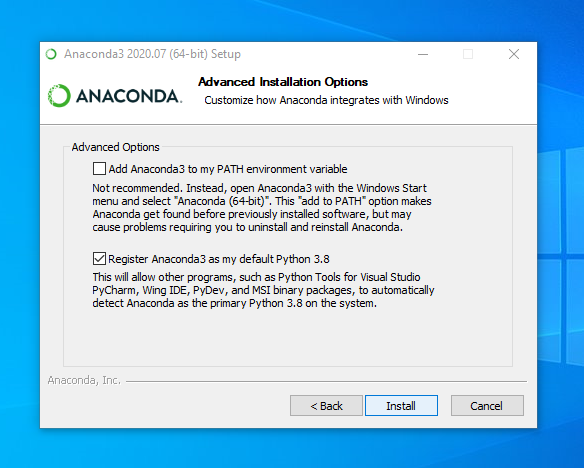 Anaconda3 2020.07 (64-bit) Setup
ANACONDA.
Advanced Installation Options
Customize how Anaconda integrates with Windows
Advanced Options
Add Anaconda3 to my PATH environment variable
Not recommended. Instead, open Anaconda3 with the Windows Start
menu and select "Anaconda (64-bit)". This "add to PATH" option makes
Anaconda get found before previously installed software, but may
cause problems requiring you to uninstall and reinstall Anaconda.
Register Anaconda3 as my default Python 3.8
This will allow other programs, such as Python Tools for Visual Studio
PyCharm, Wing IDE, PyDev, and MSI binary packages, to automatically
detect Anaconda as the primary Python 3.8 on the system.
Anaconda, Inc.
< Back Install Cancel